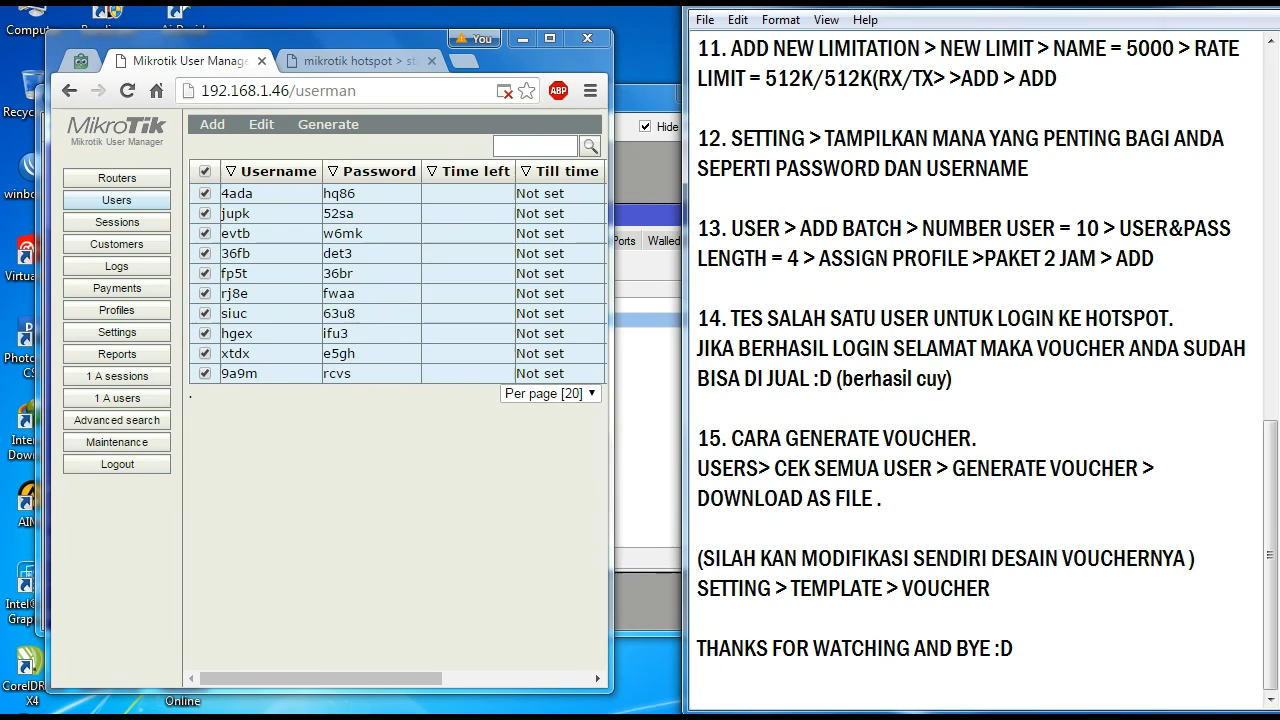 Comput
Recyc
winbo
Virtua
Photo
CS
Inter
Down
AIM
Intel®
Grap
CorelDR
X4
Online
You
Mikrotik User Manage
mikrotik hotspot > st
192.168.1.46/userman
ABP
MikroTik
Mikrotik User Manager
Routers
Users
Sessions
Customers
Logs
Payments
Profiles
Settings
Reports
1 A sessions
1 A users
Advanced search
Maintenance
Logout
Add Edit Generate
Username Password Time left Till time
4ada hq86 Not set
jupk 52sa Not set
evtb w6mk Not set
36fb det3 Not set
fp5t 36br Not set
rj8e fwaa Not set
siuc 63u8 Not set
hgex ifu3 Not set
xtdx e5gh Not set
9a9m rcvs Not set
.
Per page [20]
Hide
Ports Walled
File Edit Format View Help
11. ADD NEW LIMITATION > NEW LIMIT > NAME = 5000 > RATE
LIMIT = 512K/512K(RX/TX> >ADD > ADD
12. SETTING > TAMPILKAN MANA YANG PENTING BAGI ANDA
SEPERTI PASSWORD DAN USERNAME
13. USER > ADD BATCH > NUMBER USER = 10 > USER&PASS
LENGTH = 4 > ASSIGN PROFILE >PAKET 2 JAM > ADD
14. TES SALAH SATU USER UNTUK LOGIN KE HOTSPOT.
JIKA BERHASIL LOGIN SELAMAT MAKA VOUCHER ANDA SUDAH
BISA DI JUAL :D (berhasil cuy)
15. CARA GENERATE VOUCHER.
USERS> CEK SEMUA USER > GENERATE VOUCHER >
DOWNLOAD AS FILE .
(SILAH KAN MODIFIKASI SENDIRI DESAIN VOUCHERNYA )
SETTING > TEMPLATE > VOUCHER
THANKS FOR WATCHING AND BYE :D